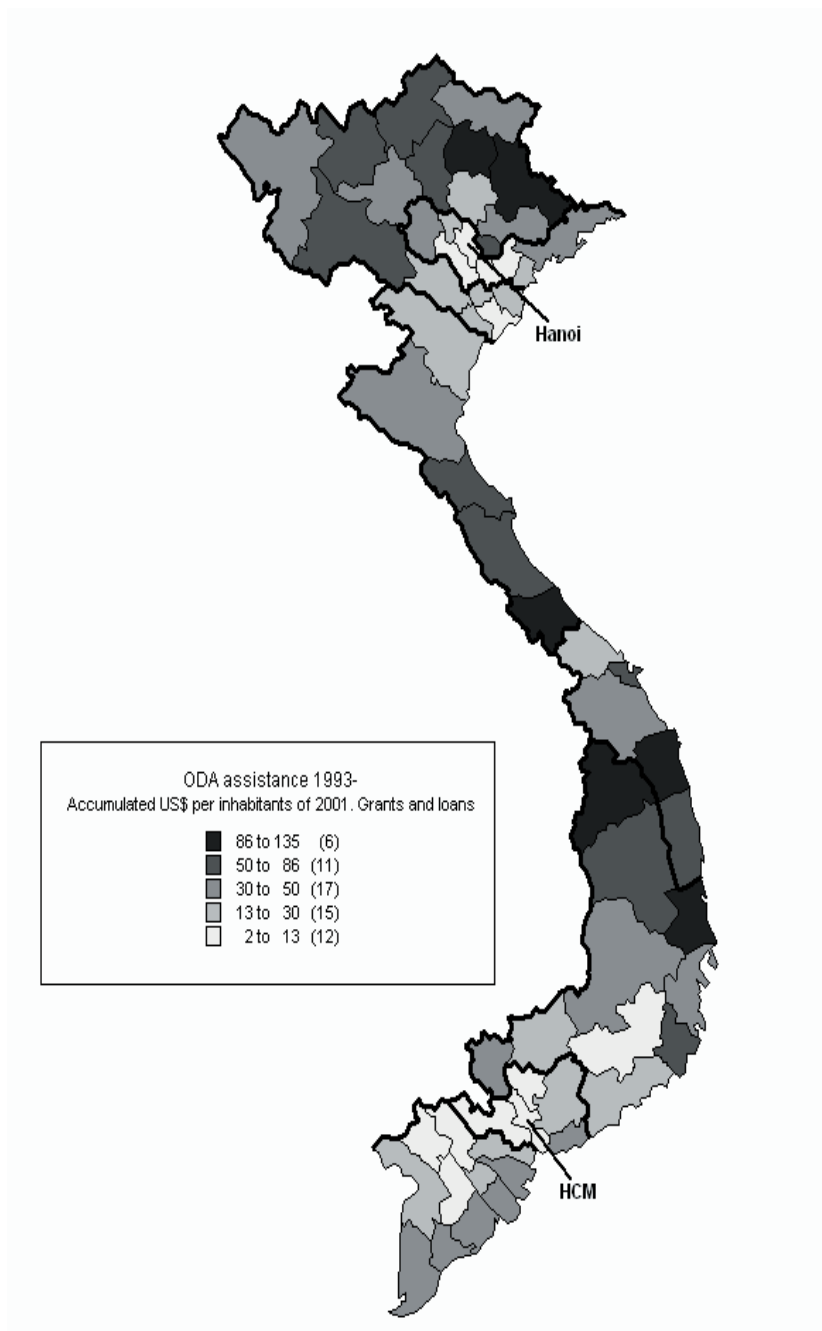 Hanoi
ODA assistance 1993-
Accumulated US$ per inhabitants of 2001. Grants and loans
86 to 135 (6)
50 to 86 (11)
30 to 50 (17)
13 to 30 (15)
2 to 13 (12)
HCM